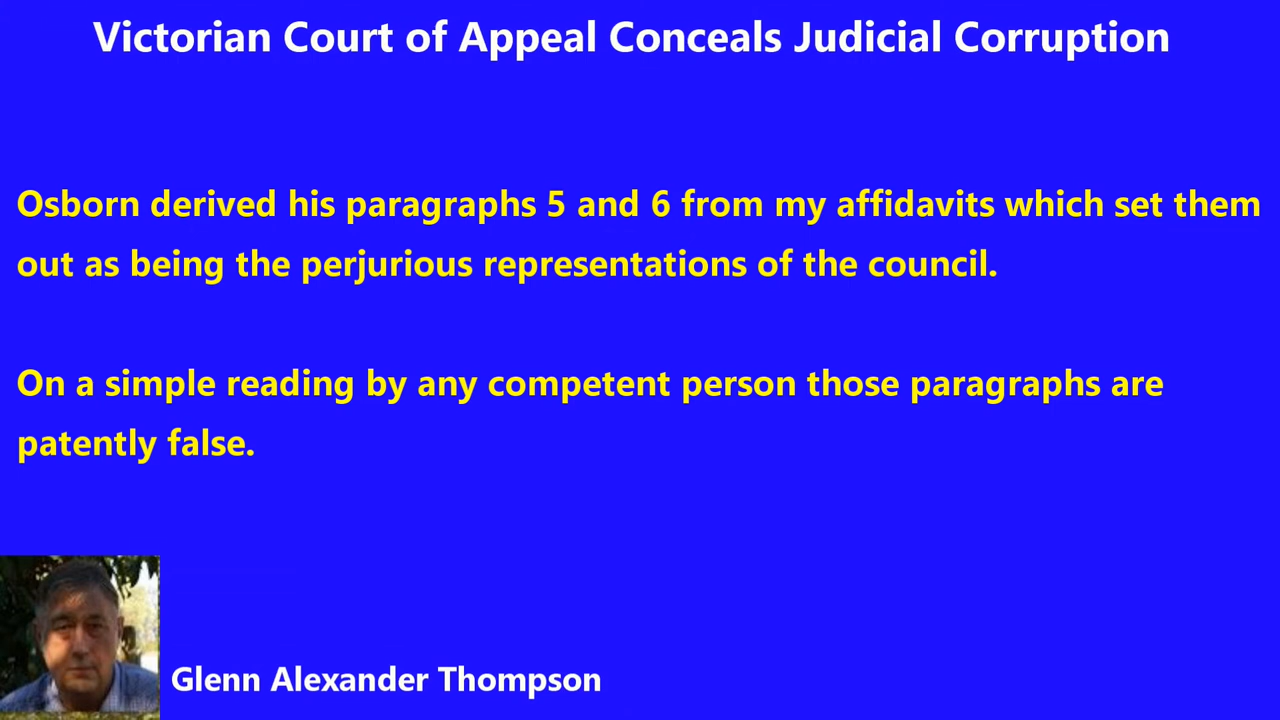 Victorian Court of Appeal Conceals Judicial Corruption
Osborn derived his paragraphs 5 and 6 from my affidavits which set them
out as being the perjurious representations of the council.
On a simple reading by any competent person those paragraphs are
patently false.
Glenn Alexander Thompson